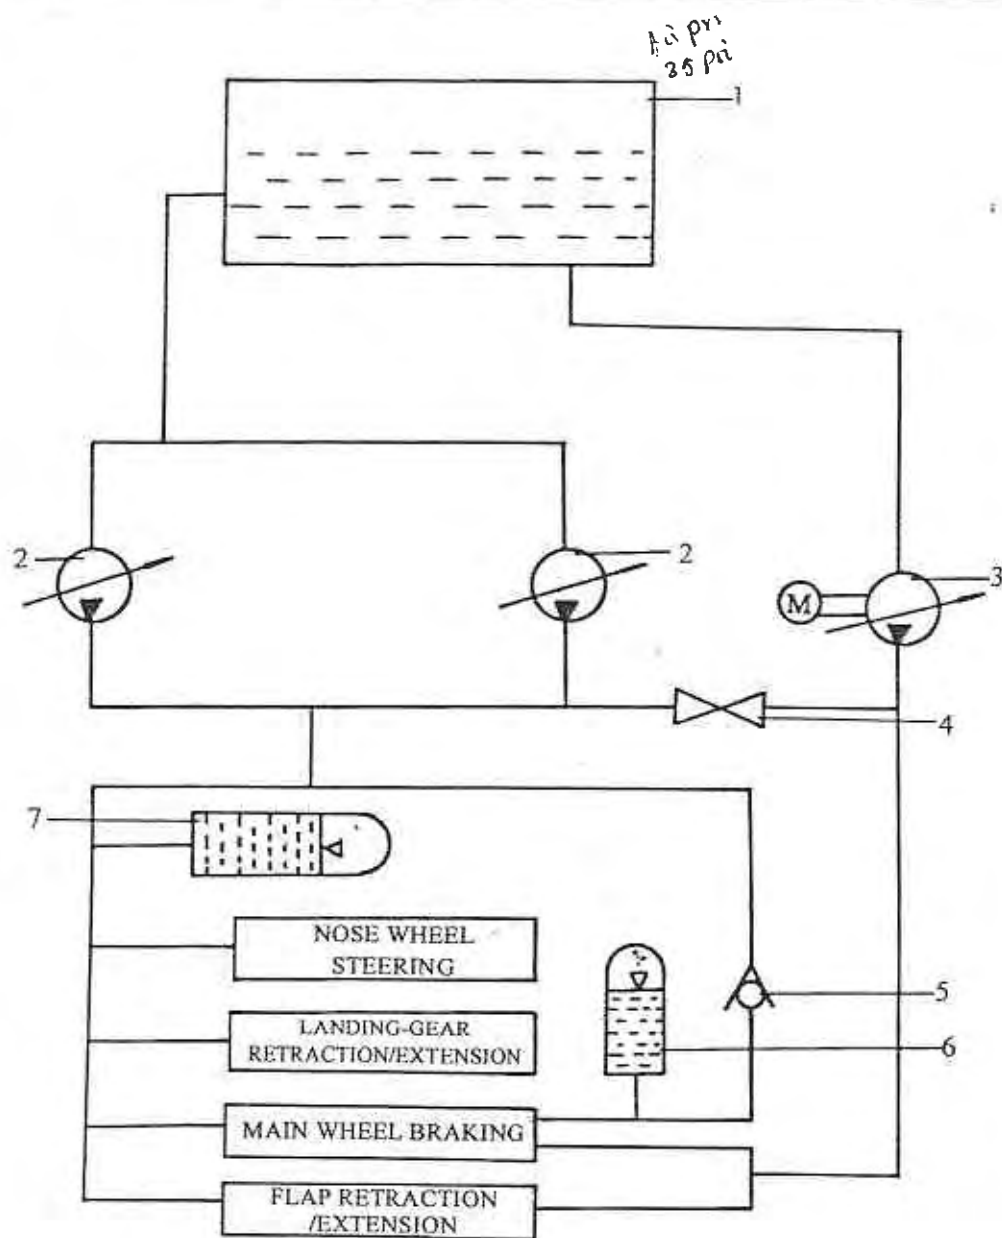 35 psi
1
2
2
3
M
4
7
NOSE WHEEL
STEERING
5
LANDING-GEAR
RETRACTION/EXTENSION
6
MAIN WHEEL BRAKING
FLAP RETRACTION
/EXTENSION